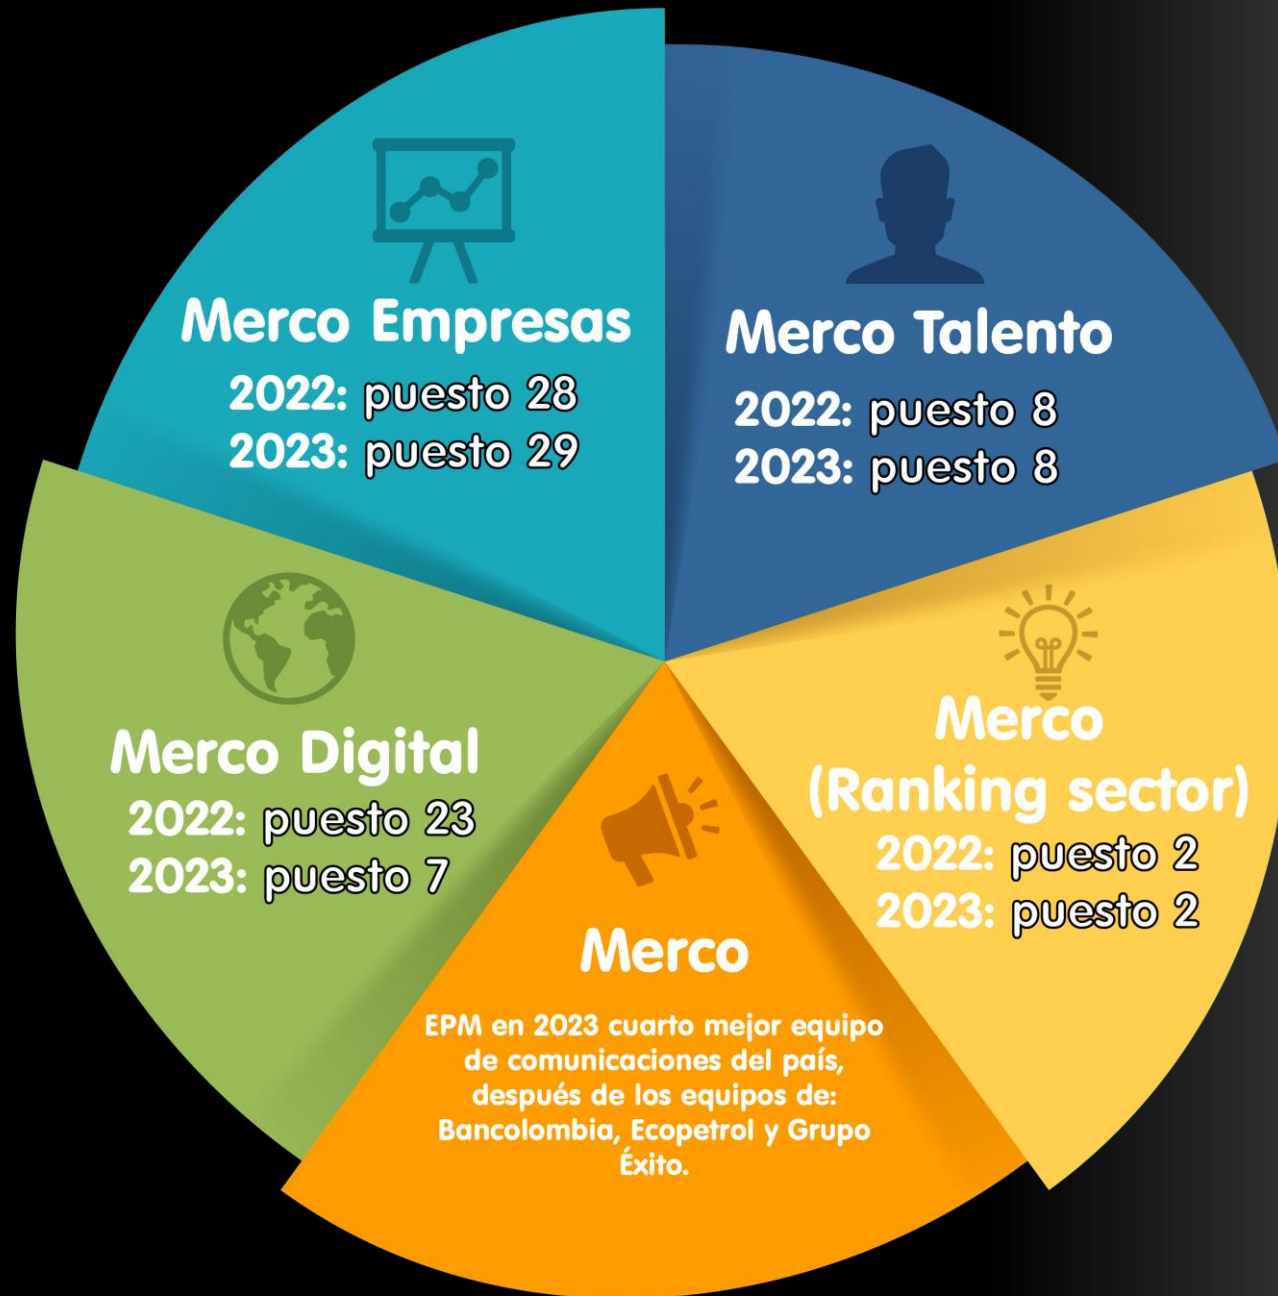 Merco Empresas
2022: puesto 28
2023: puesto 29
Merco Talento
2022: puesto 8
2023: puesto 8
Merco Digital
2022: puesto 23
2023: puesto 7
Merco
(Ranking sector)
2022: puesto 2
2023: puesto 2
Merco
EPM en 2023 cuarto mejor equipo
de comunicaciones del país,
después de los equipos de:
Bancolombia, Ecopetrol y Grupo
Éxito.